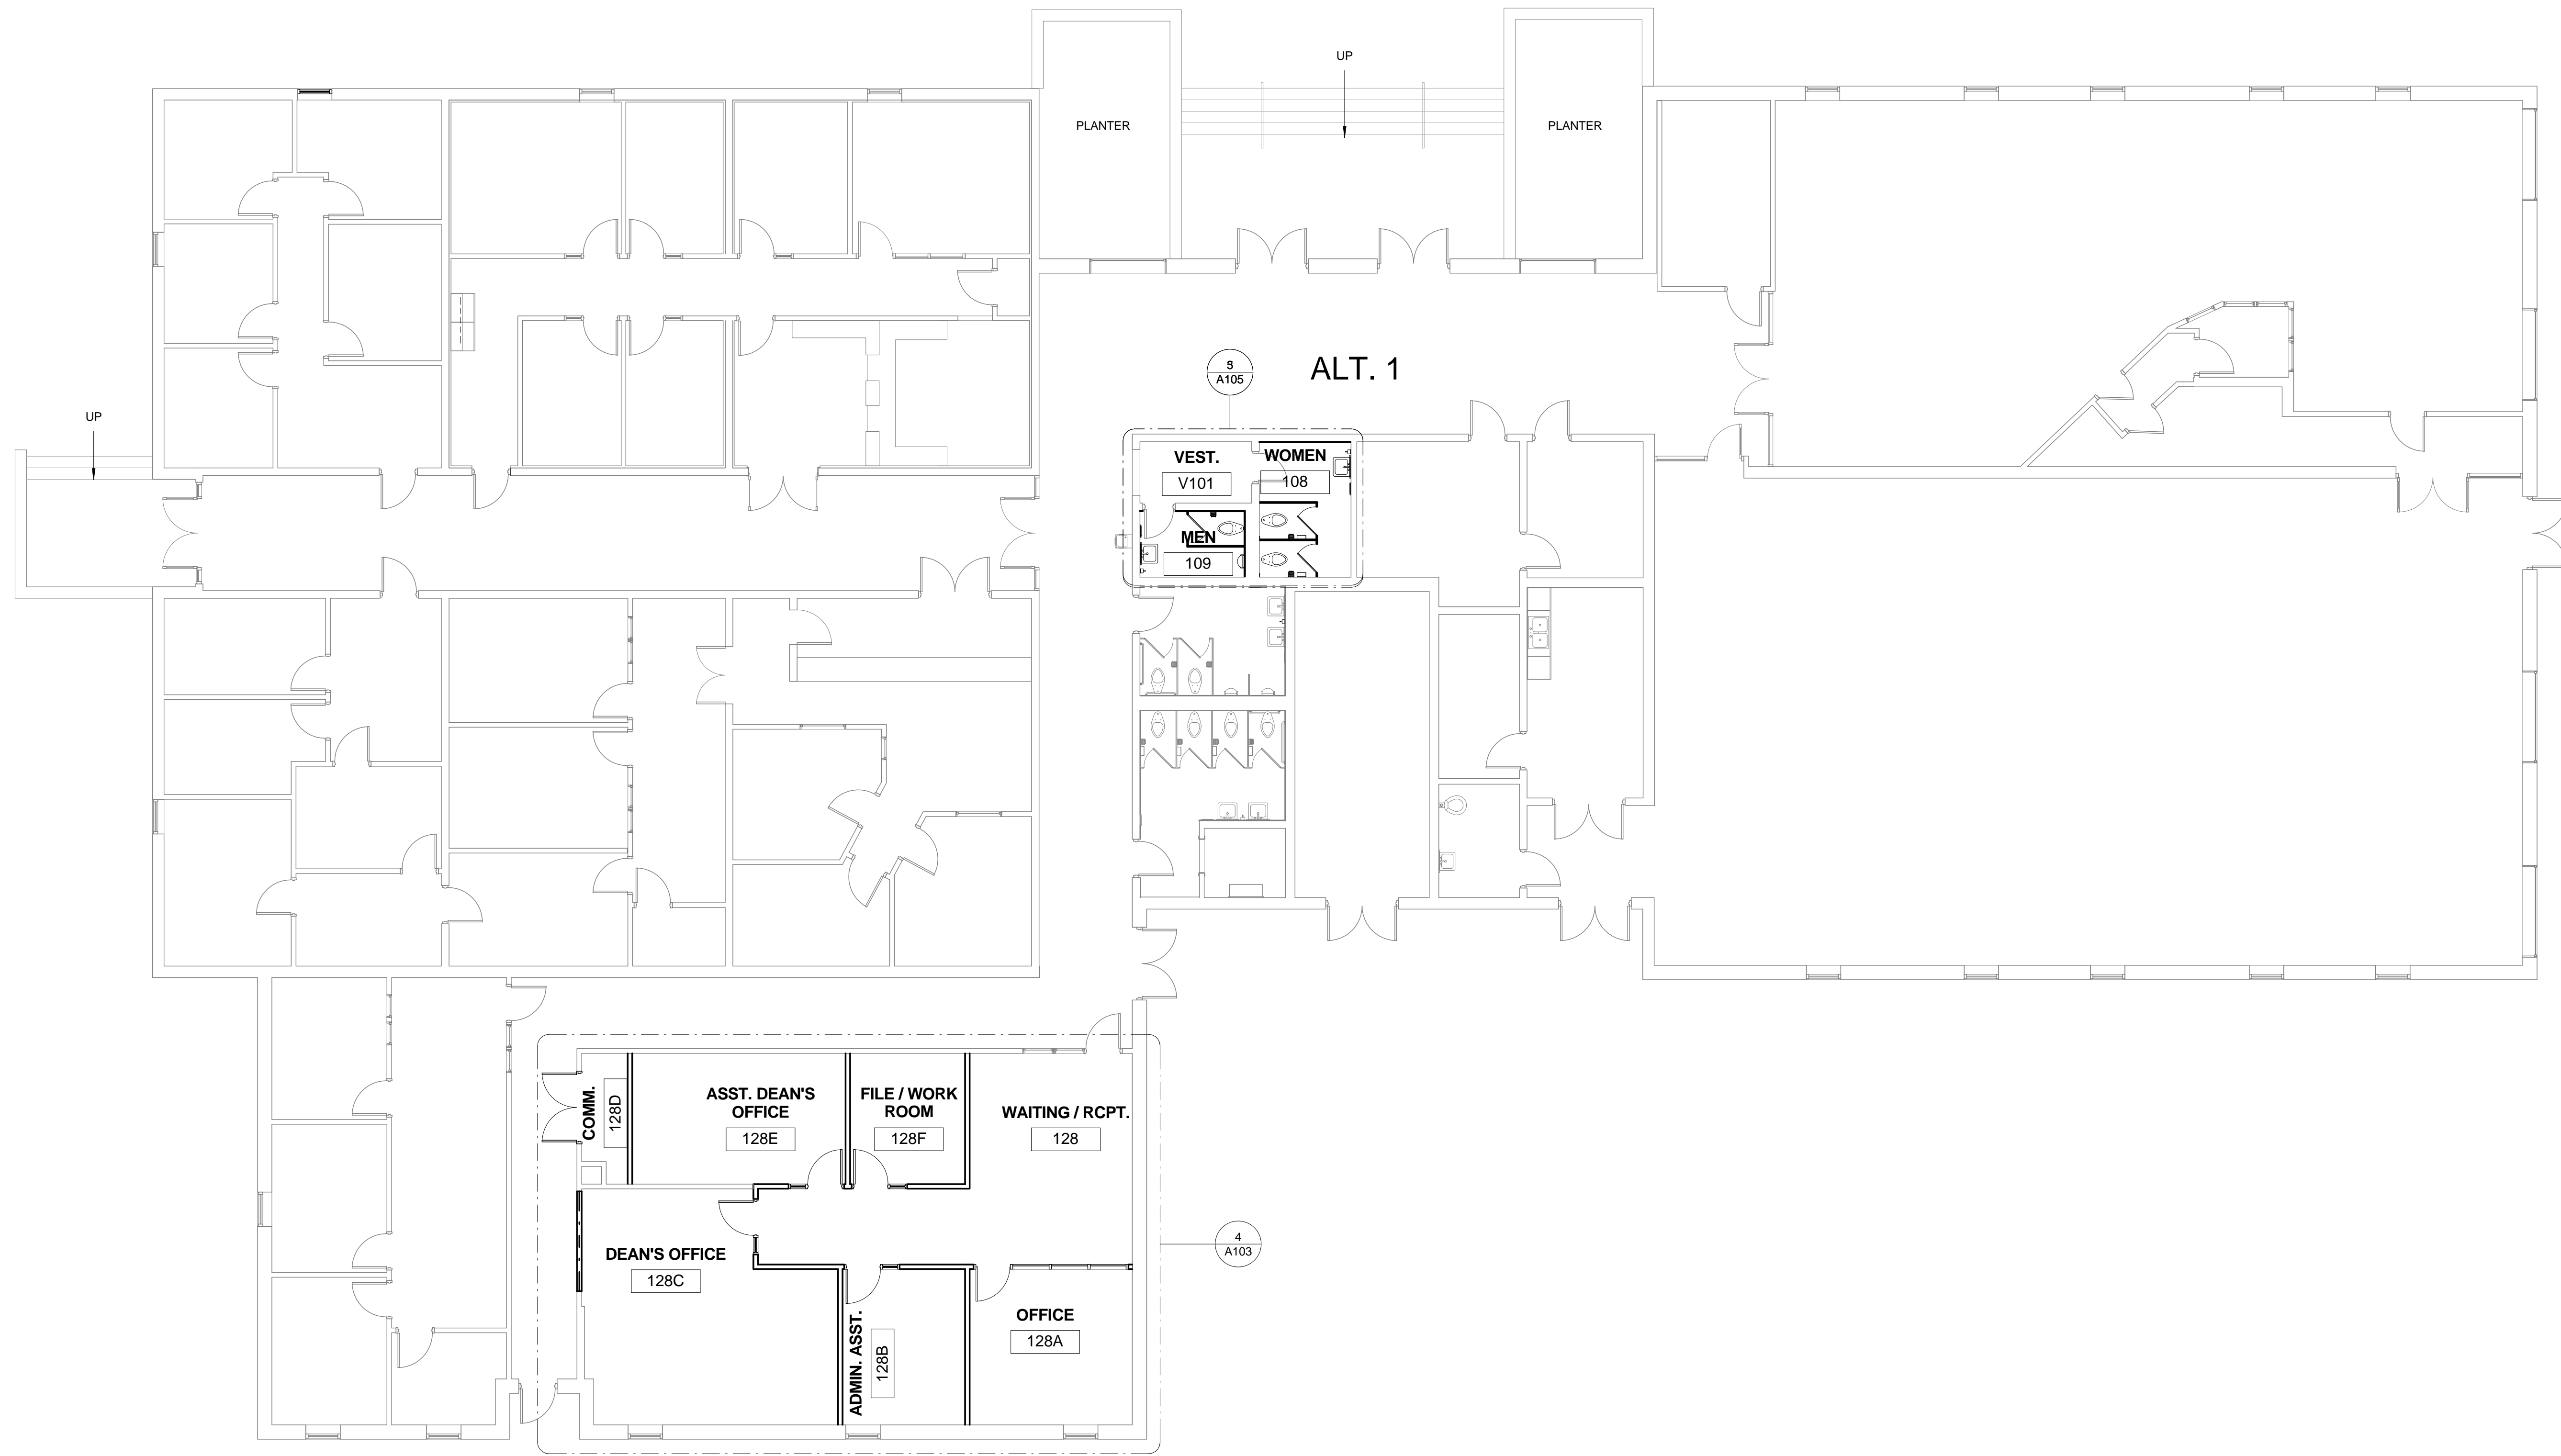 UP
PLANTER
PLANTER
ALT. 1
A105
UP
VEST.
V101
WOMEN
108
MEN
109
COMM.
128D
ASST. DEAN'S
OFFICE
128E
FILE / WORK
ROOM
128F
WAITING / RCPT.
128
DEAN'S OFFICE
128C
4
A103
ADMIN. ASST.
128B
OFFICE
128A